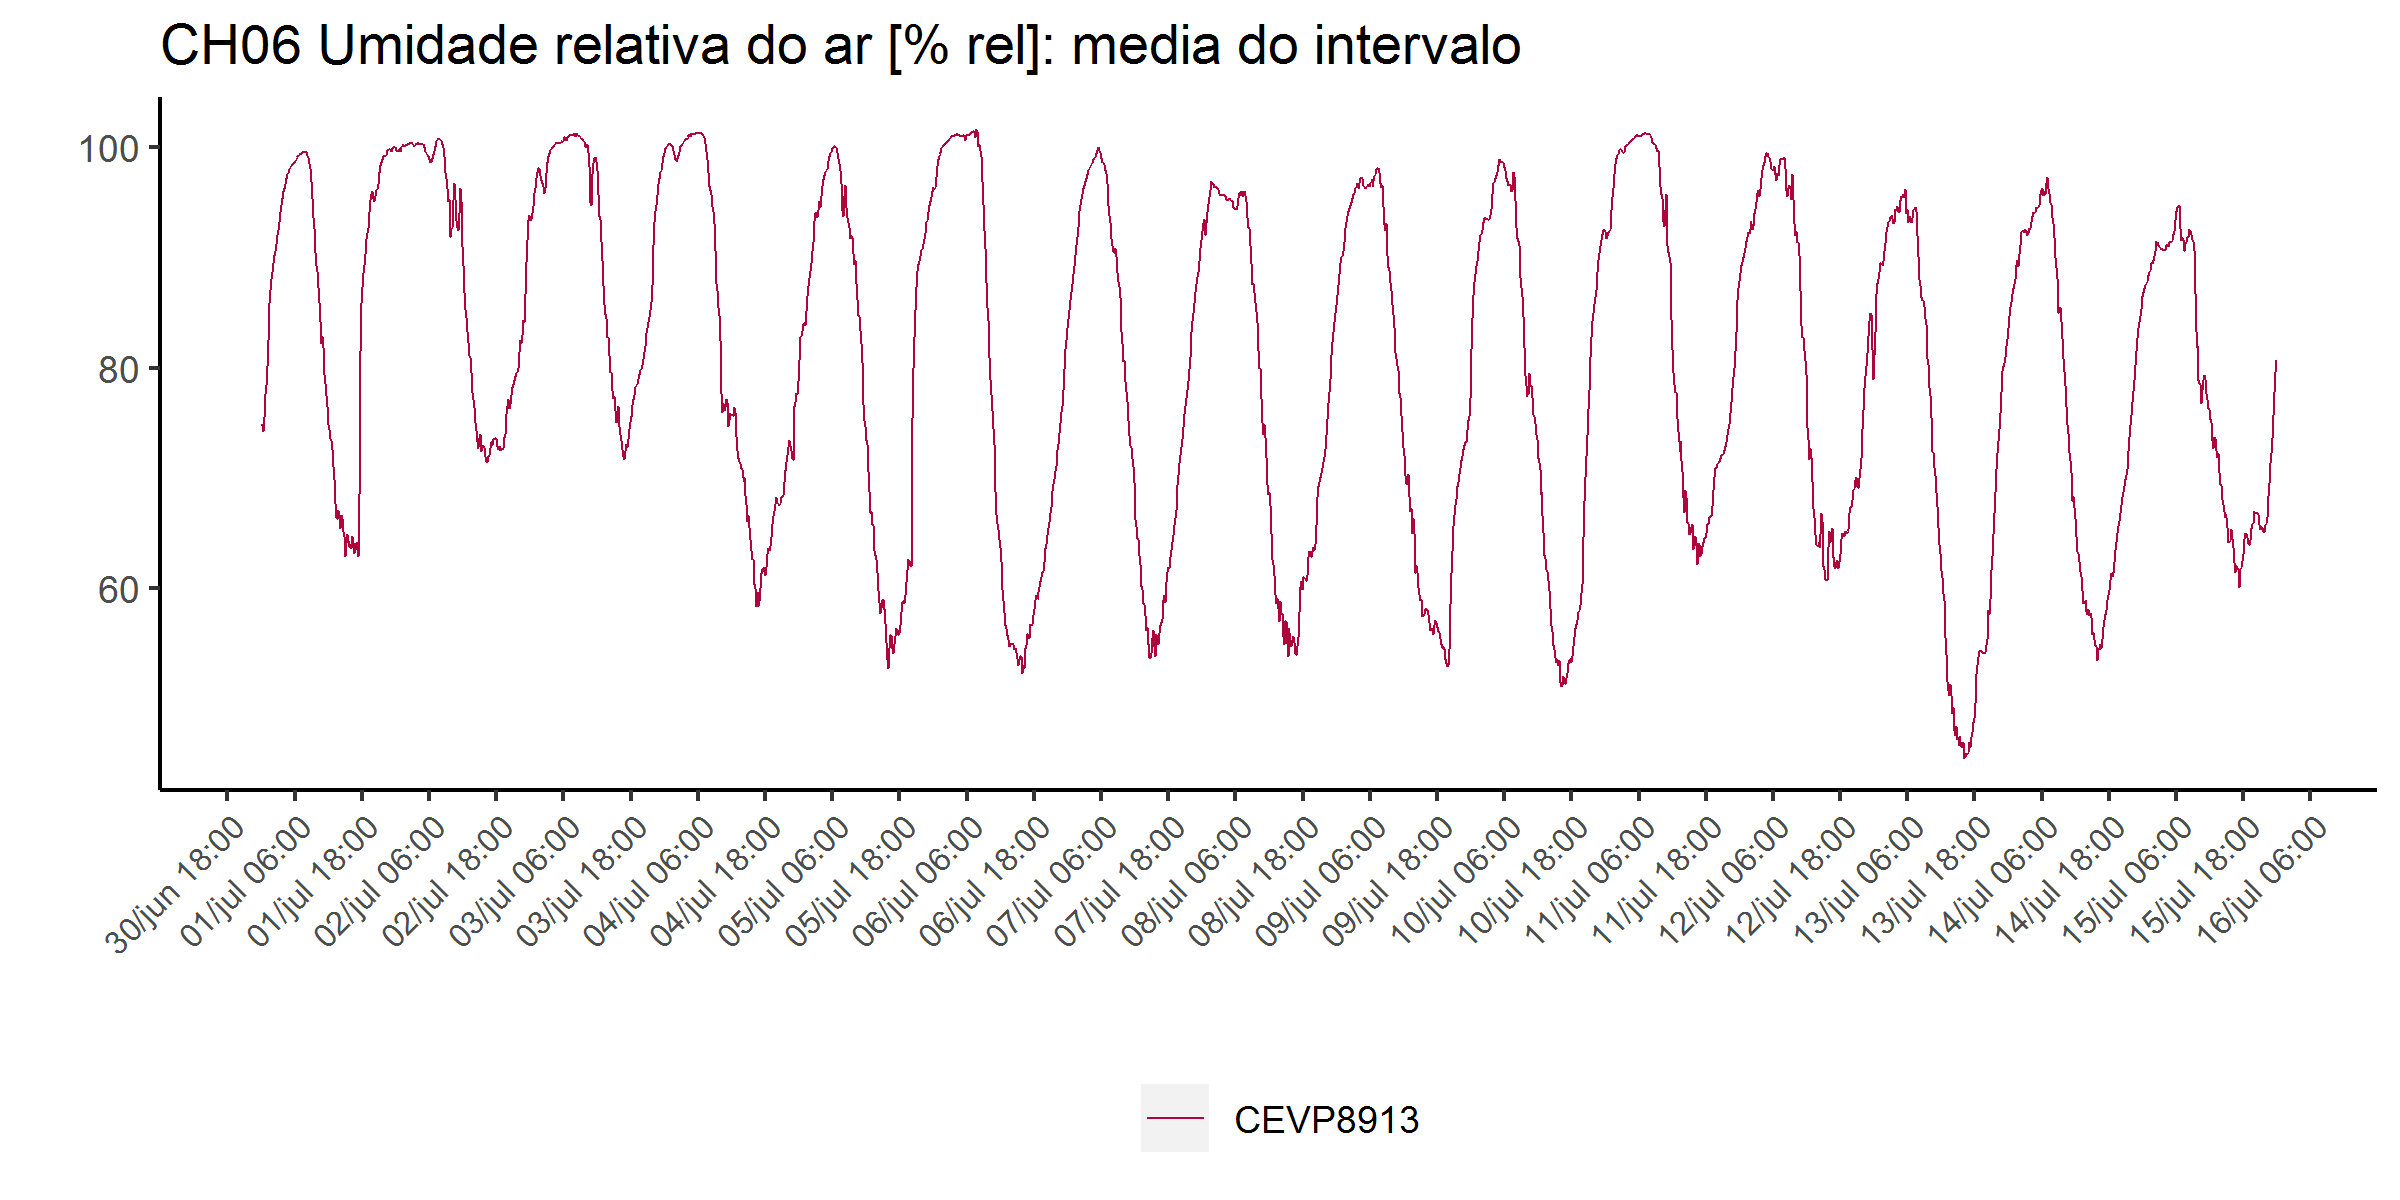 CH06 Umidade relativa do ar [% rel]: media do intervalo
100
80
60
30/jun 18:00
01/jul 06:00
01/jul 18:00
02/jul 06:00
02/jul 18:00
03/jul 06:00
03/jul 18:00
04/jul 06:00
04/jul 18:00
05/jul 06:00
05/jul 18:00
06/jul 06:00
06/jul 18:00
07/jul 06:00
07/jul 18:00
08/jul 06:00
08/jul 18:00
09/jul 06:00
09/jul 18:00
10/jul 06:00
10/jul 18:00
11/jul 06:00
11/jul 18:00
12/jul 06:00
12/jul 18:00
13/jul 06:00
13/jul 18:00
14/jul 06:00
14/jul 18:00
15/jul 06:00
15/jul 18:00
16/jul 06:00
CEVP8913